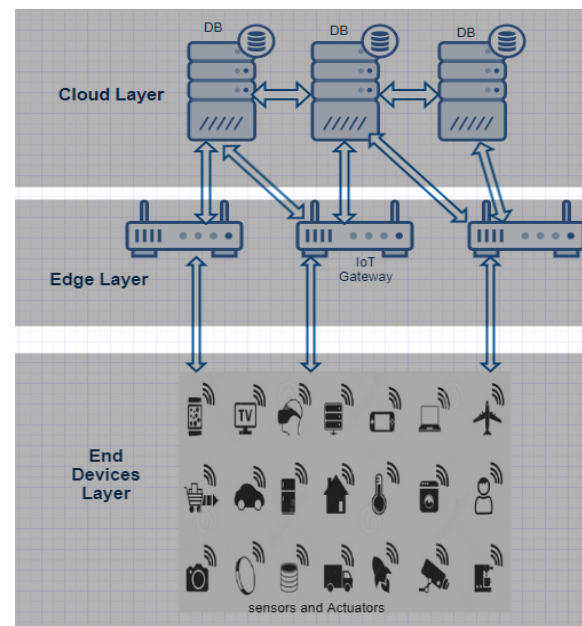 DB
DB
DB
Cloud Layer
IoT
Gateway
Edge Layer
TV
End
Devices
Layer
sensors and Actuators